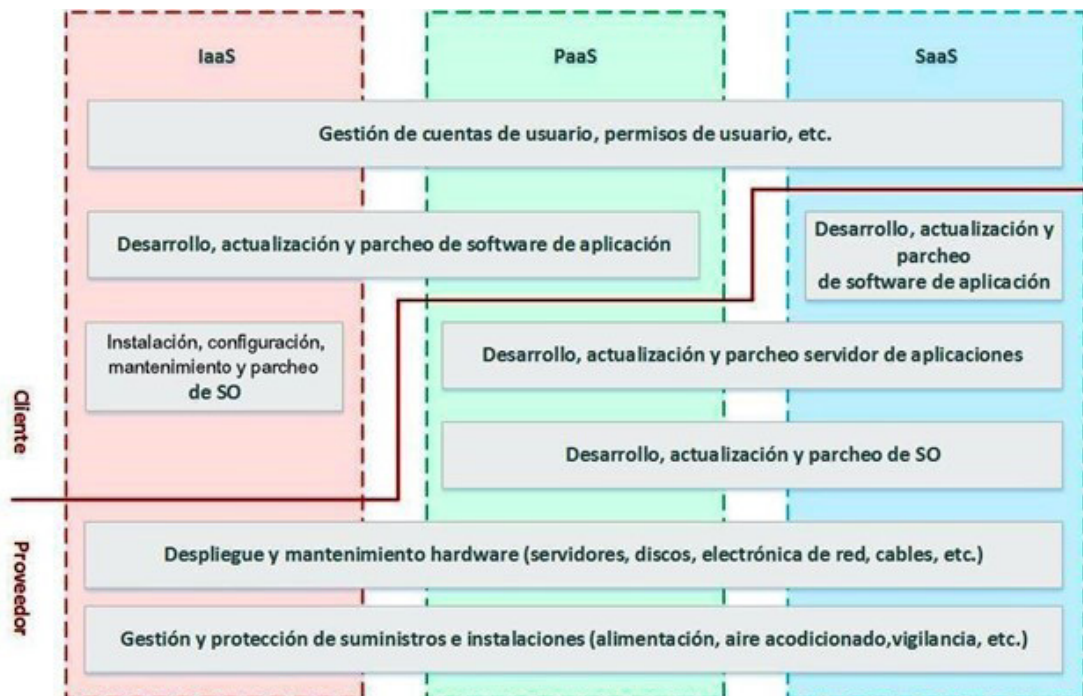 IaaS
PaaS
SaaS
Gestión de cuentas de usuario, permisos de usuario, etc.
Desarrollo, actualización y parcheo de software de aplicación
Desarrollo, actualización y
parcheo
de software de aplicación
Instalación, configuración,
mantenimiento y parcheo
de SO
Desarrollo, actualización y parcheo servidor de aplicaciones
Desarrollo, actualización y parcheo de SO
Cliente
Proveedor
Despliegue y mantenimiento hardware (servidores, discos, electrónica de red, cables, etc.)
Gestión y protección de suministros e instalaciones (alimentación, aire acodicionado,vigilancia, etc.)